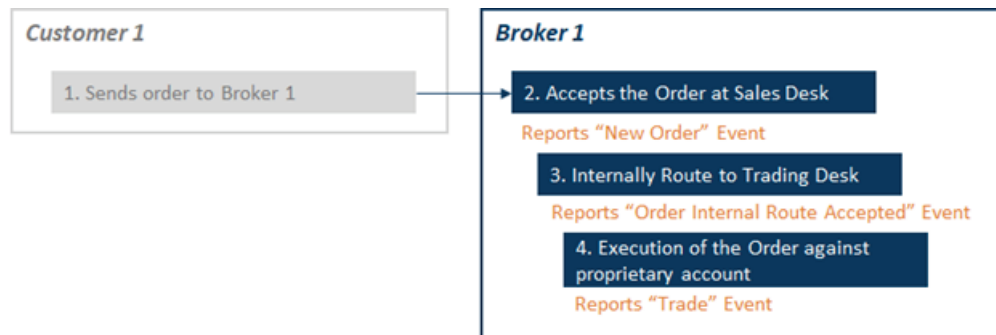 Customer 1
1. Sends order to Broker 1
Broker 1
2. Accepts the Order at Sales Desk
Reports “New Order” Event
3. Internally Route to Trading Desk
Reports “Order Internal Route Accepted” Event
4. Execution of the Order against
proprietary account
Reports “Trade” Event